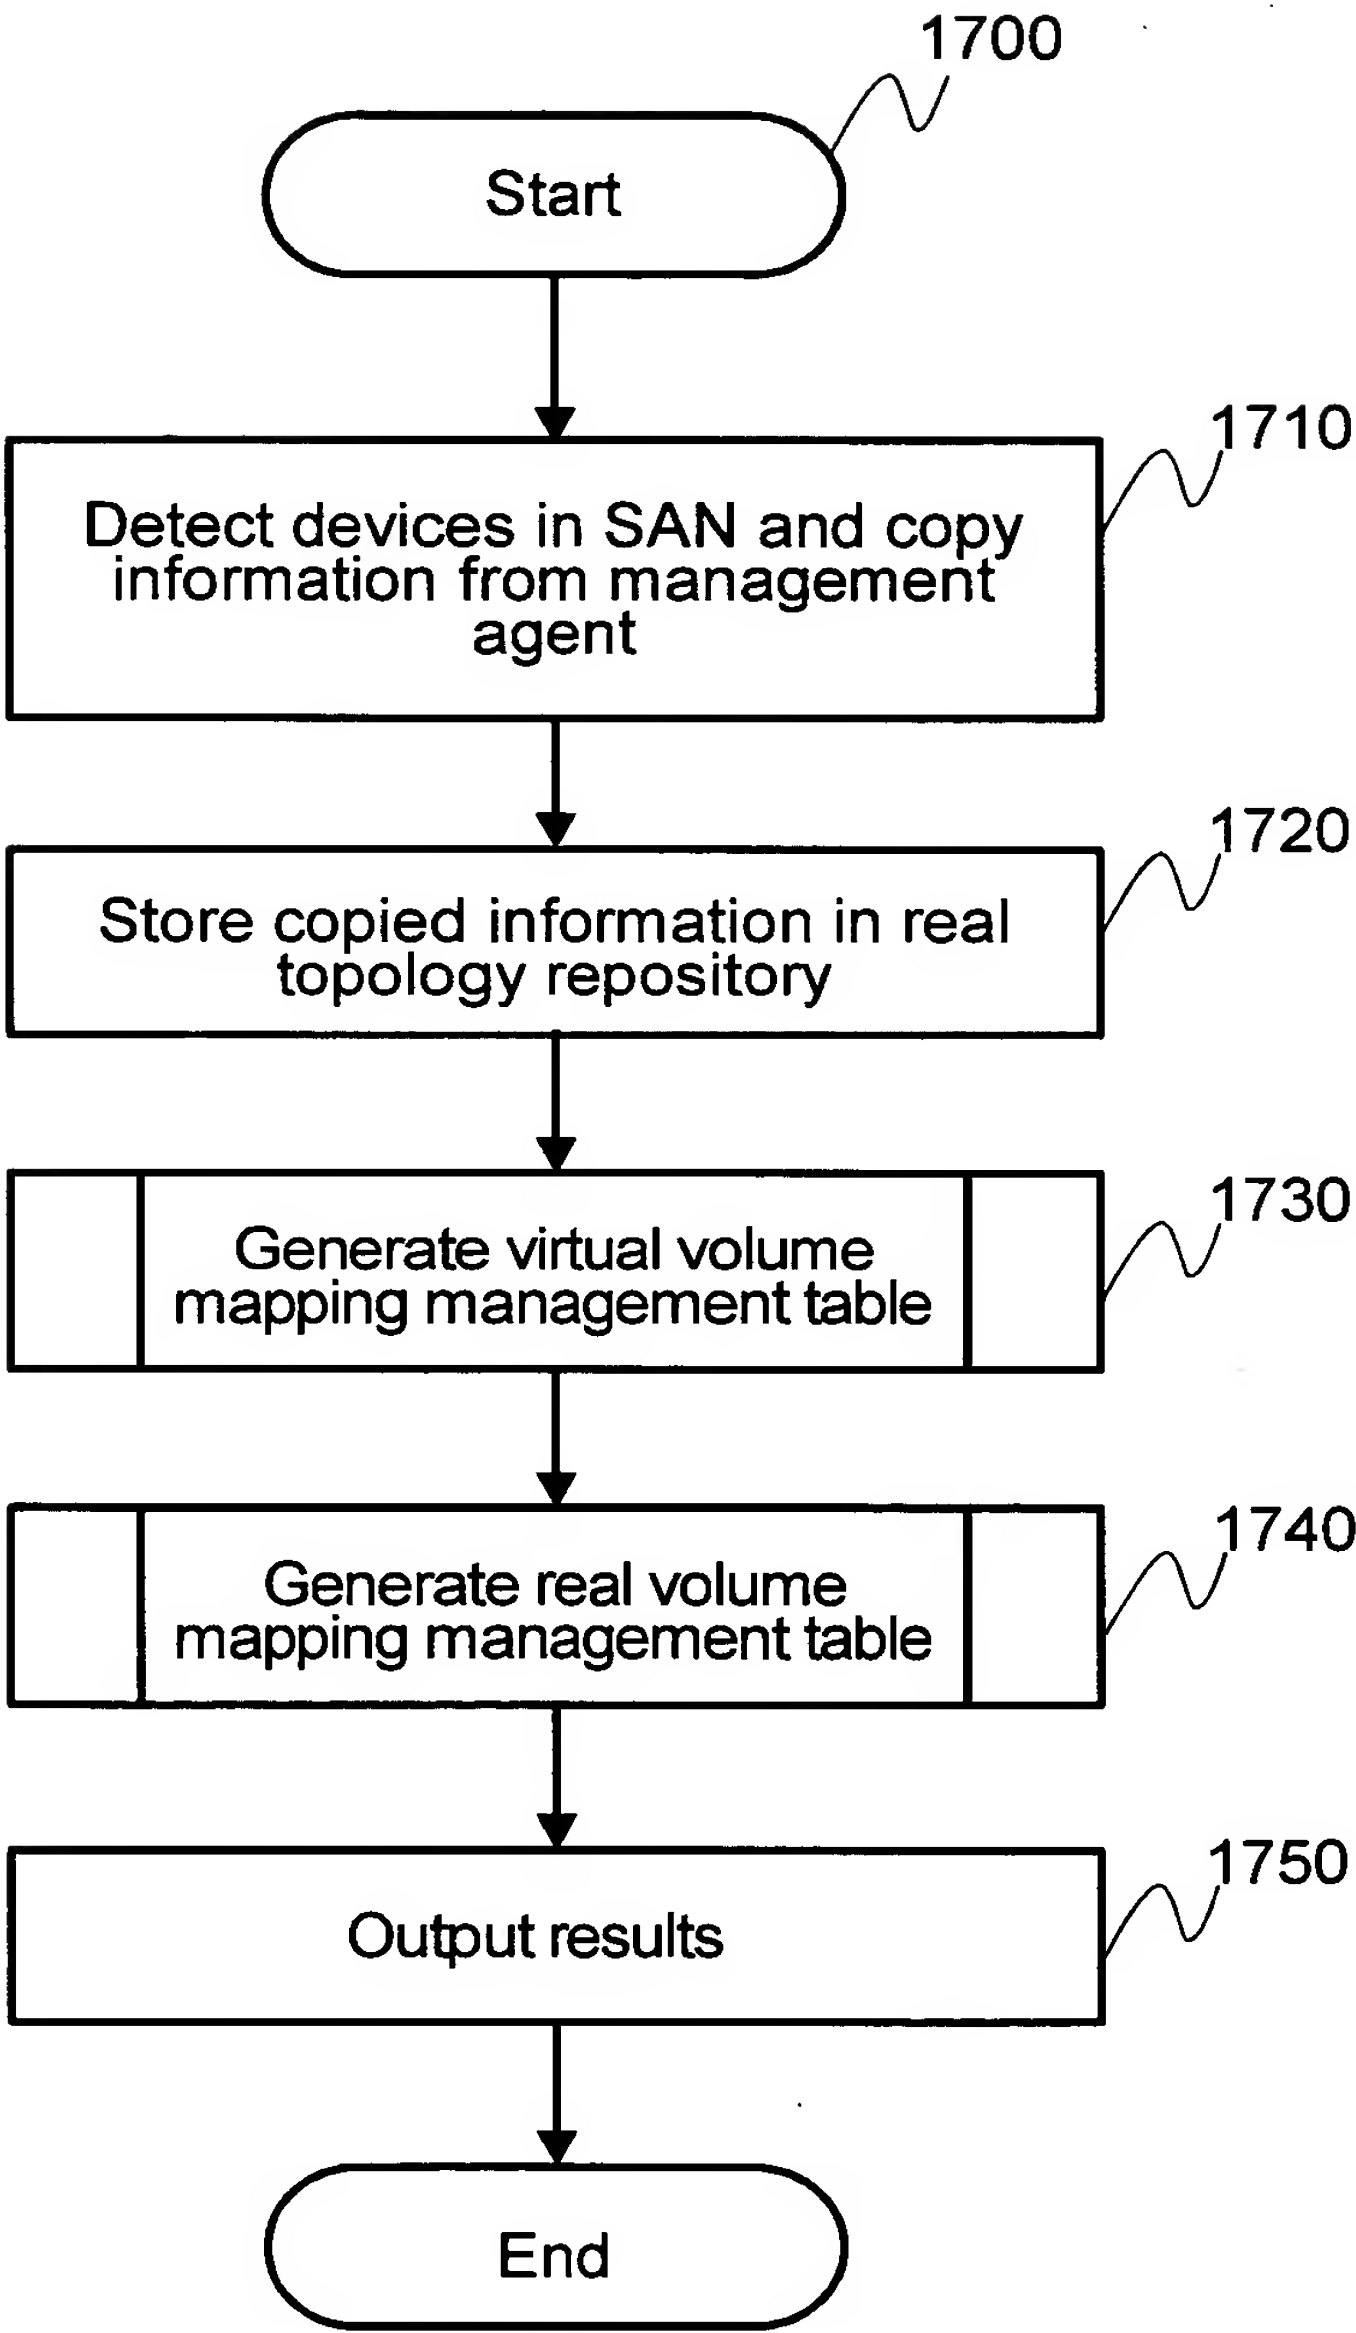 1700
Start
1710
Detect devices in SAN and copy
information from management
agent
1720
Store copied information in real
topology repository
1730
Generate virtual volume
mapping management table
1740
Generate real volume
mapping management table
1750
Output results
End